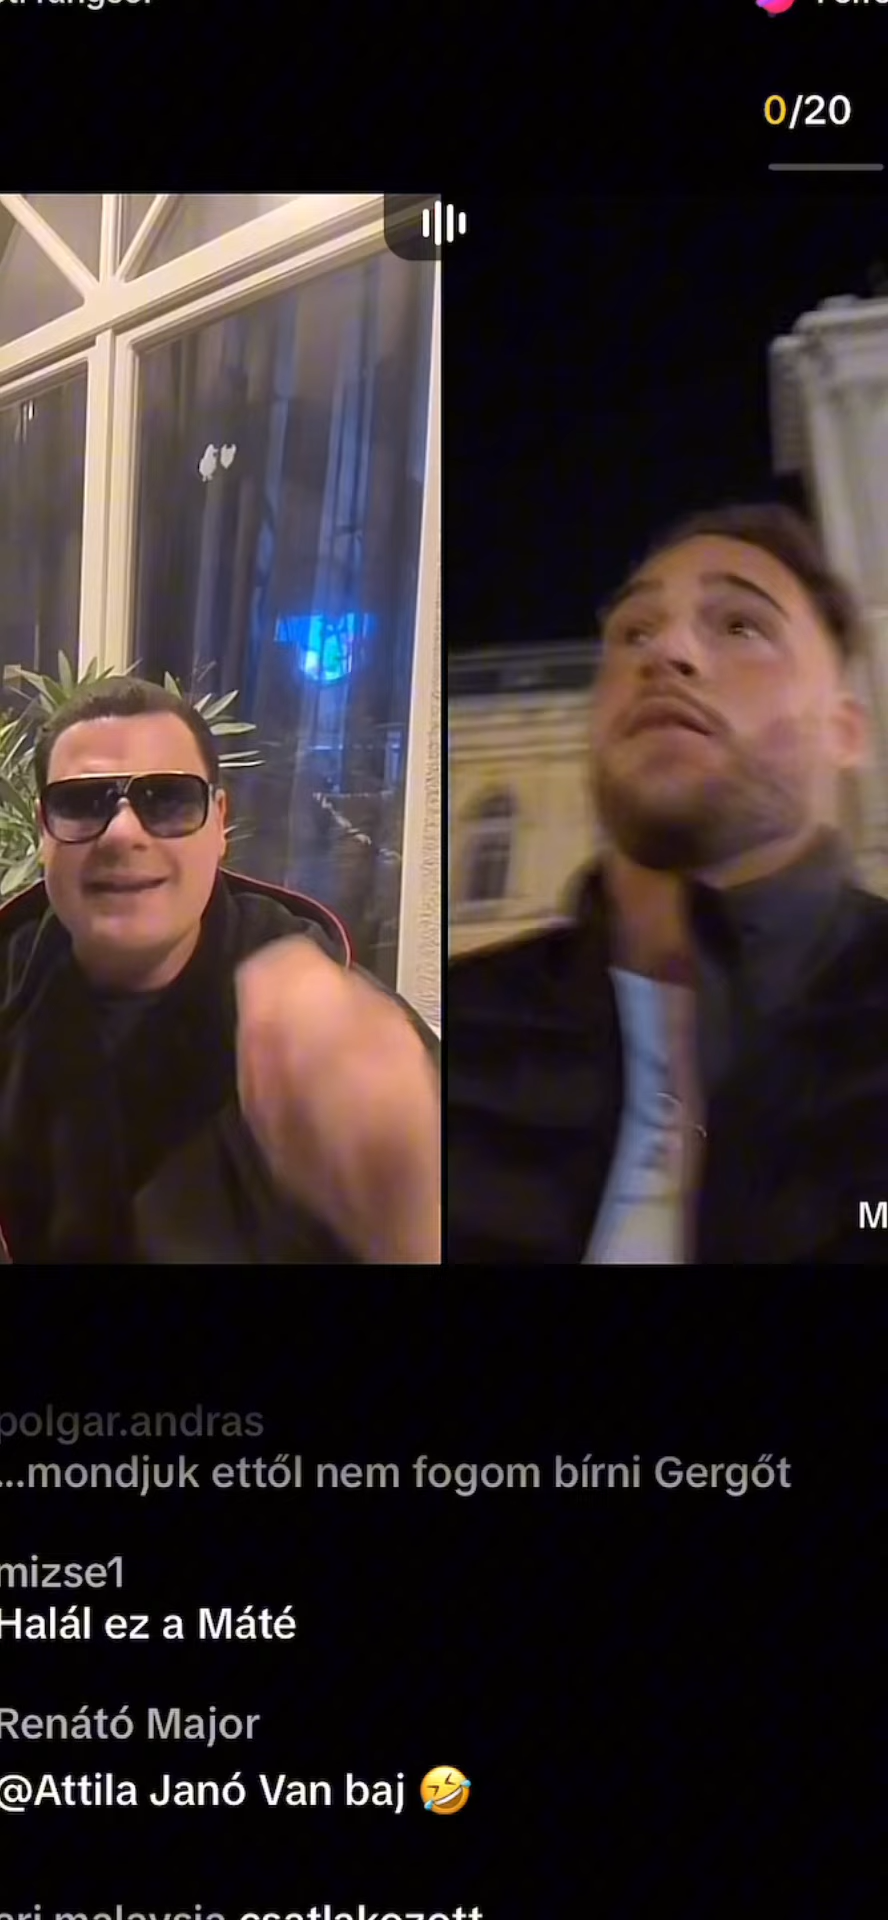 0/20
M
polgar.andras
...mondjuk ettől nem fogom bírni Gergőt
mizse1
Halál ez a Máté
Renátó Major
@Attila Janó Van baj 🤣
csatlakozott